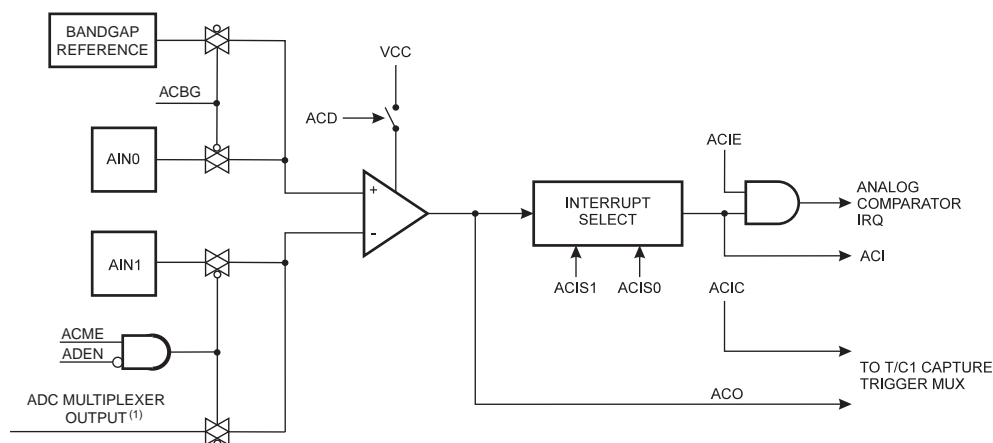 BANDGAP
REFERENCE
VCC
ACBG
ACD
ACIE
AIN0
+
-
INTERRUPT
SELECT
ANALOG
COMPARATOR
IRQ
AIN1
ACI
ACIS1
ACIS0
ACIC
ACME
ADEN
TO T/C1 CAPTURE
TRIGGER MUX
ACO
ADC MULTIPLEXER
OUTPUT (1)